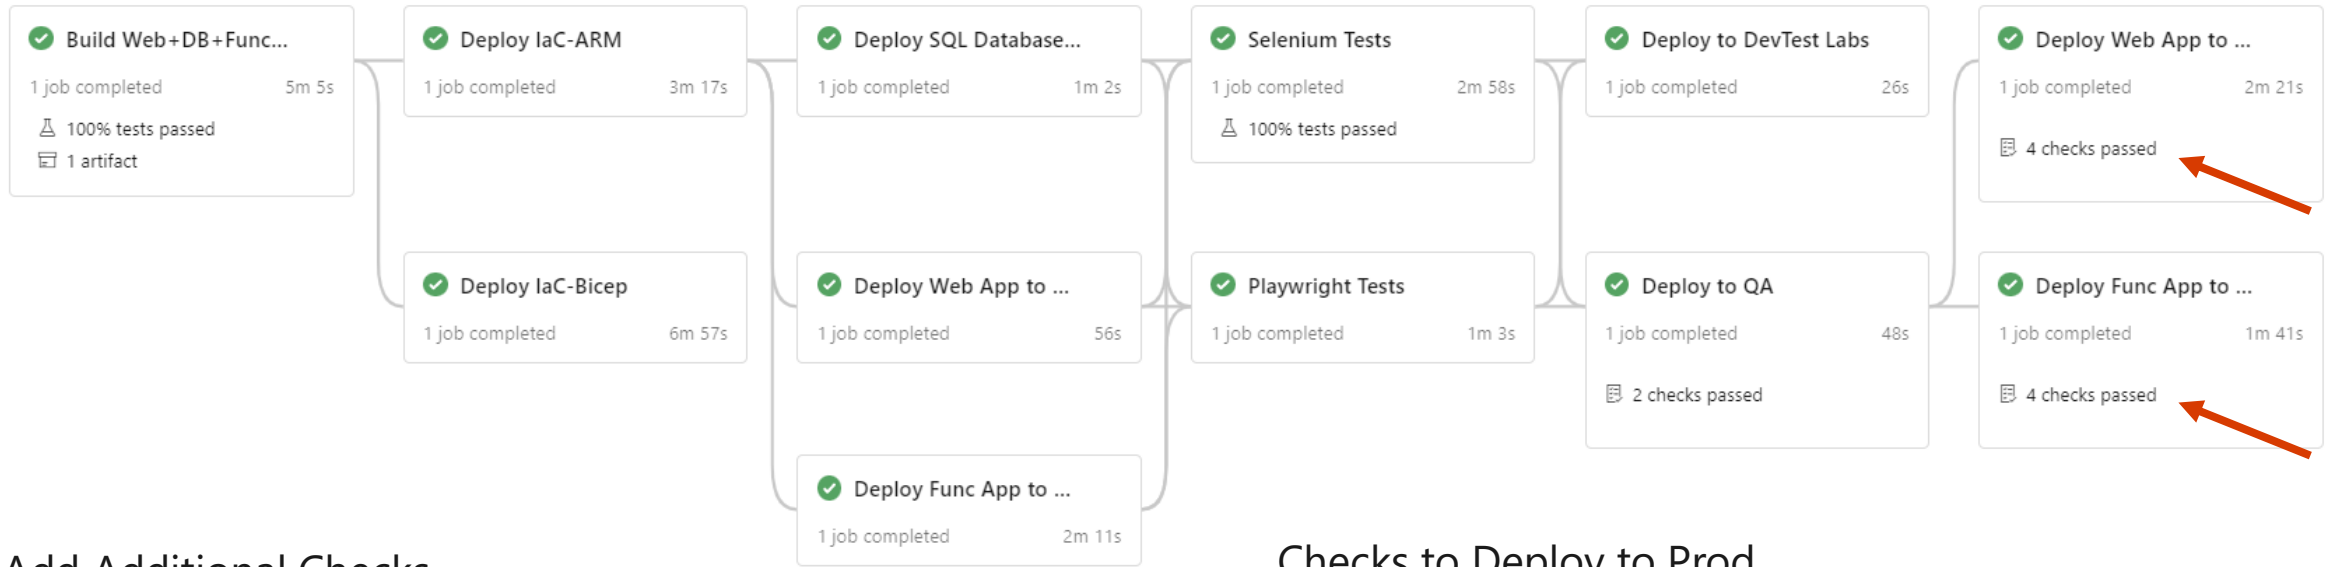 Build Web+DB+Func...
1 job completed 5m 5s
100% tests passed
1 artifact
Deploy IaC-ARM
1 job completed 3m 17s
Deploy IaC-Bicep
1 job completed 6m 57s
Deploy SQL Database...
1 job completed 1m 2s
Deploy Web App to ...
1 job completed 56s
Deploy Func App to ...
1 job completed 2m 11s
Selenium Tests
1 job completed 2m 58s
100% tests passed
Playwright Tests
1 job completed 1m 3s
Deploy to DevTest Labs
1 job completed 26s
Deploy to QA
1 job completed 48s
2 checks passed
Deploy Web App to ...
1 job completed 2m 21s
4 checks passed
Deploy Func App to ...
1 job completed 1m 41s
4 checks passed
Add Additional Checks
Checks to Deploy to Prod